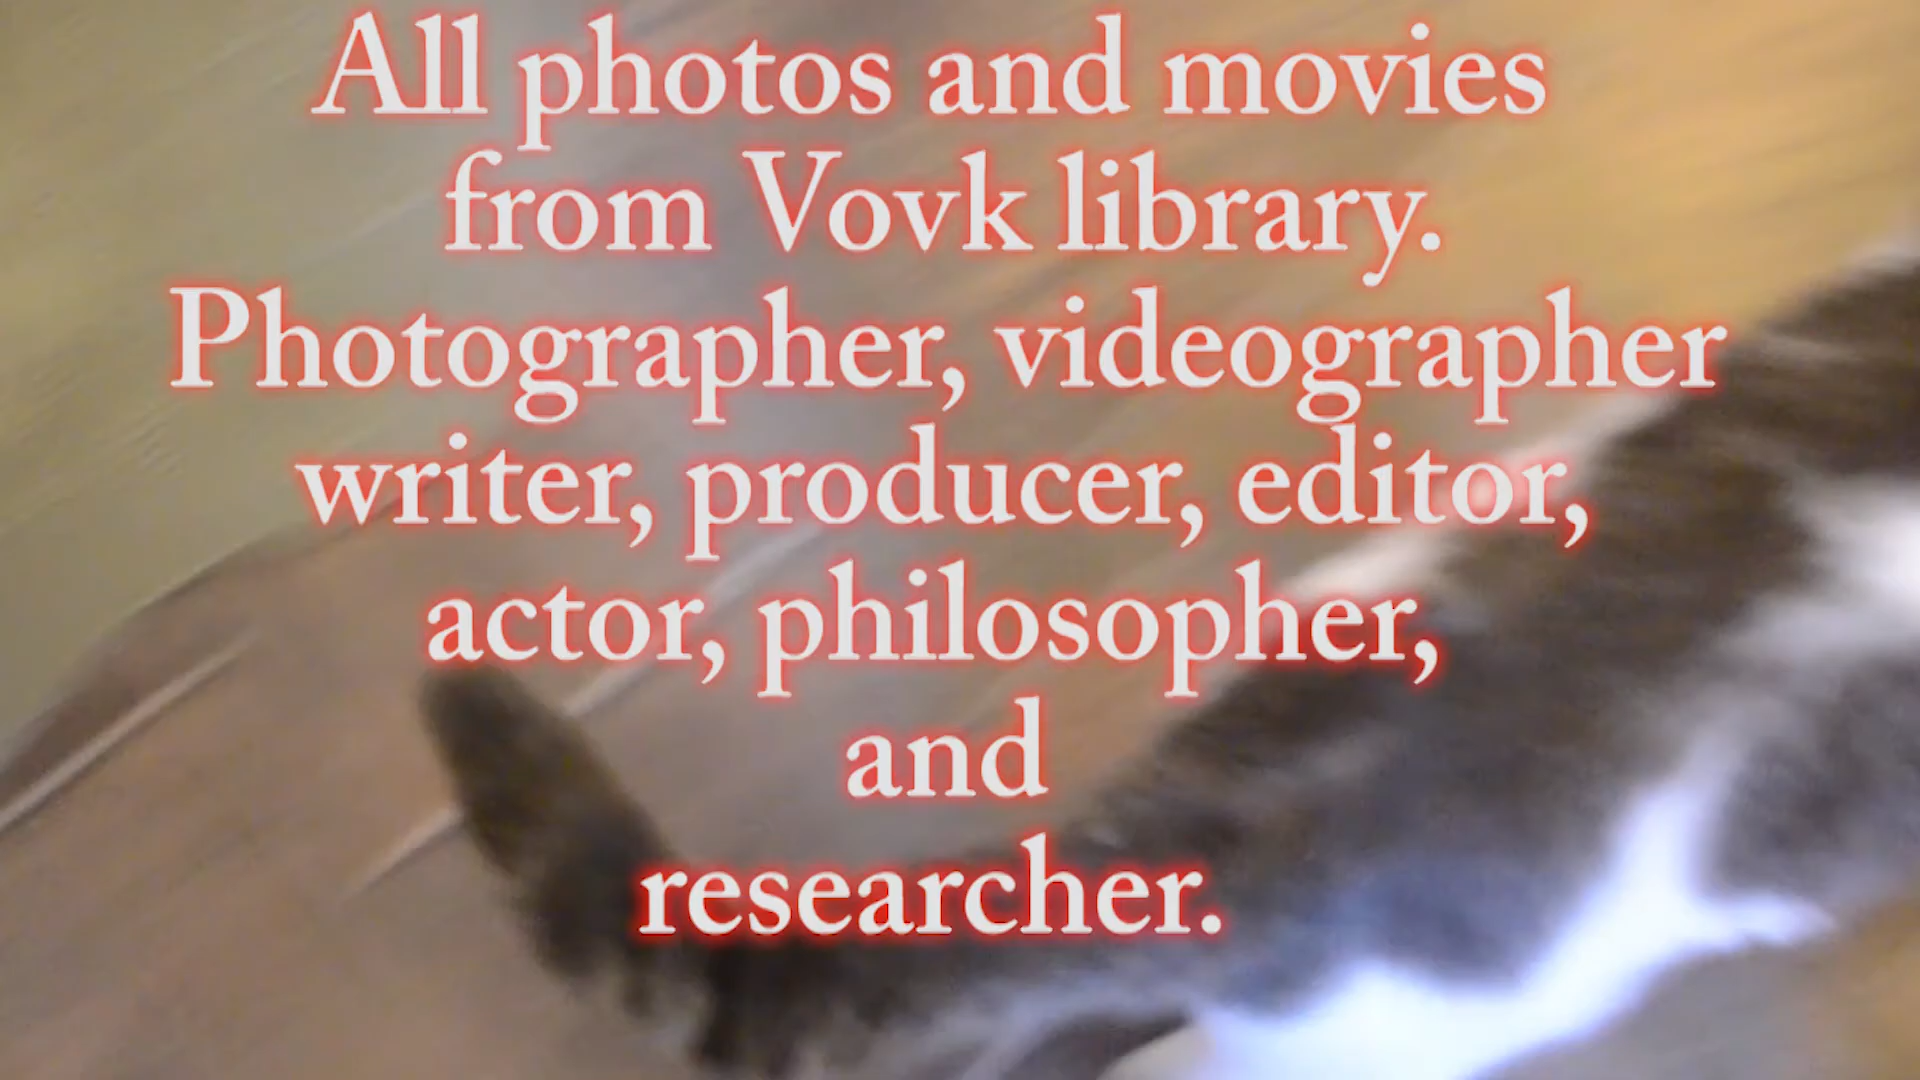 All photos and movies
from Vovk library.
Photographer, videographer
writer, producer, editor,
actor, philosopher,
and
researcher.